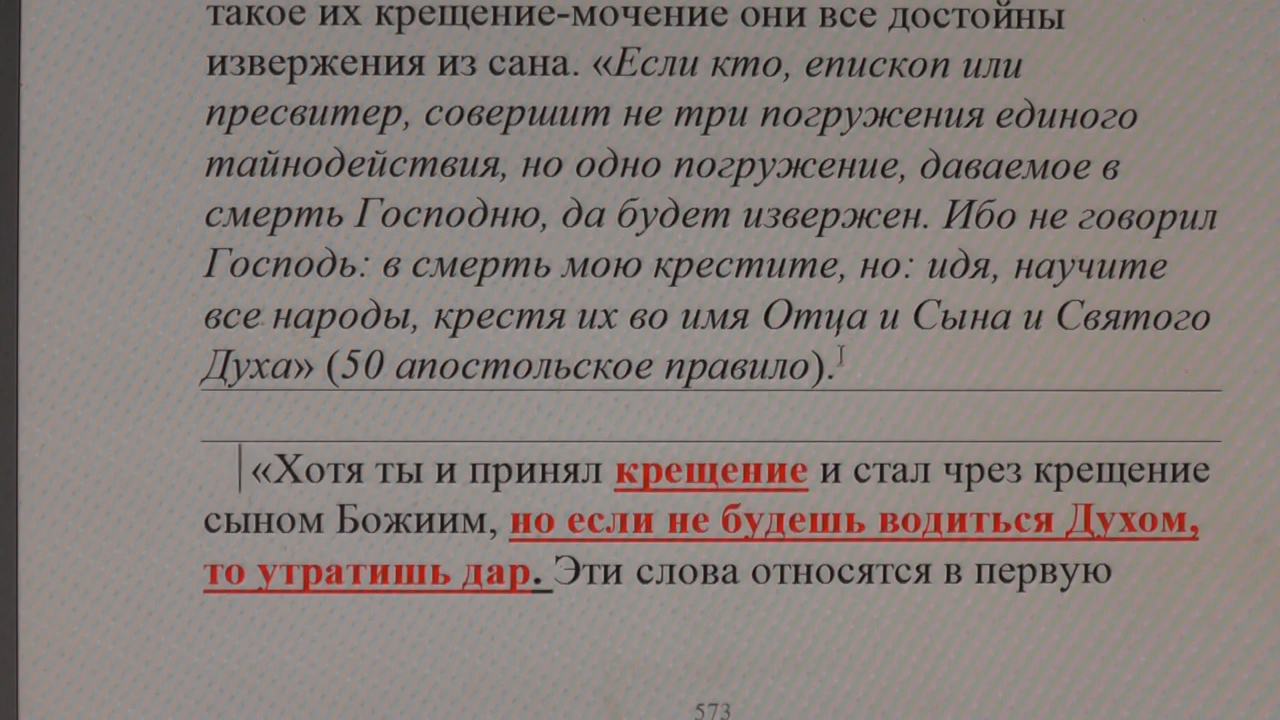 такое их крещение-мочение они все достойны
извержения из сана. «Если кто, епископ или
пресвитер, совершит не три погружения единого
тайнодействия, но одно погружение, даваемое в
смерть Господню, да будет извержен. Ибо не говорил
Господь: в смерть мою крестите, но: идя, научите
все народы, крестя их во имя Отца и Сына и Святого
Духа» (50 апостольское правило).
«Хотя ты и принял крещение и стал чрез крещение
сыном Божиим, но если не будешь водиться Духом,
то утратишь дар. Эти слова относятся в первую
573